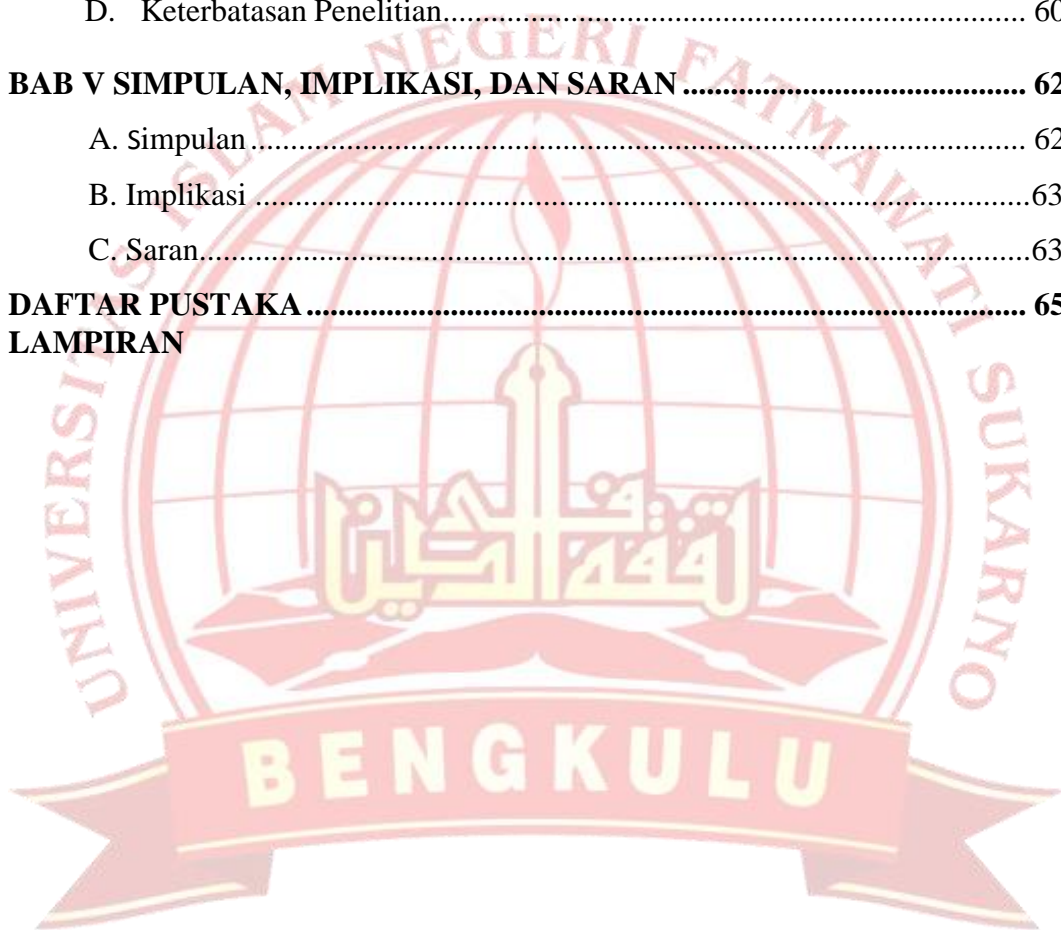 D. Keterbatasan Penelitian.......................................................................... 60
BAB V SIMPULAN, IMPLIKASI, DAN SARAN ............................................ 62
A. Simpulan ................................................................................................... 62
B. Implikasi ...................................................................................................63
C. Saran..........................................................................................................63
DAFTAR PUSTAKA ............................................................................................ 65
LAMPIRAN
UNIVERSITAS ISLAM NEGERI FATMAWATI SUKARNO
BENGKULU